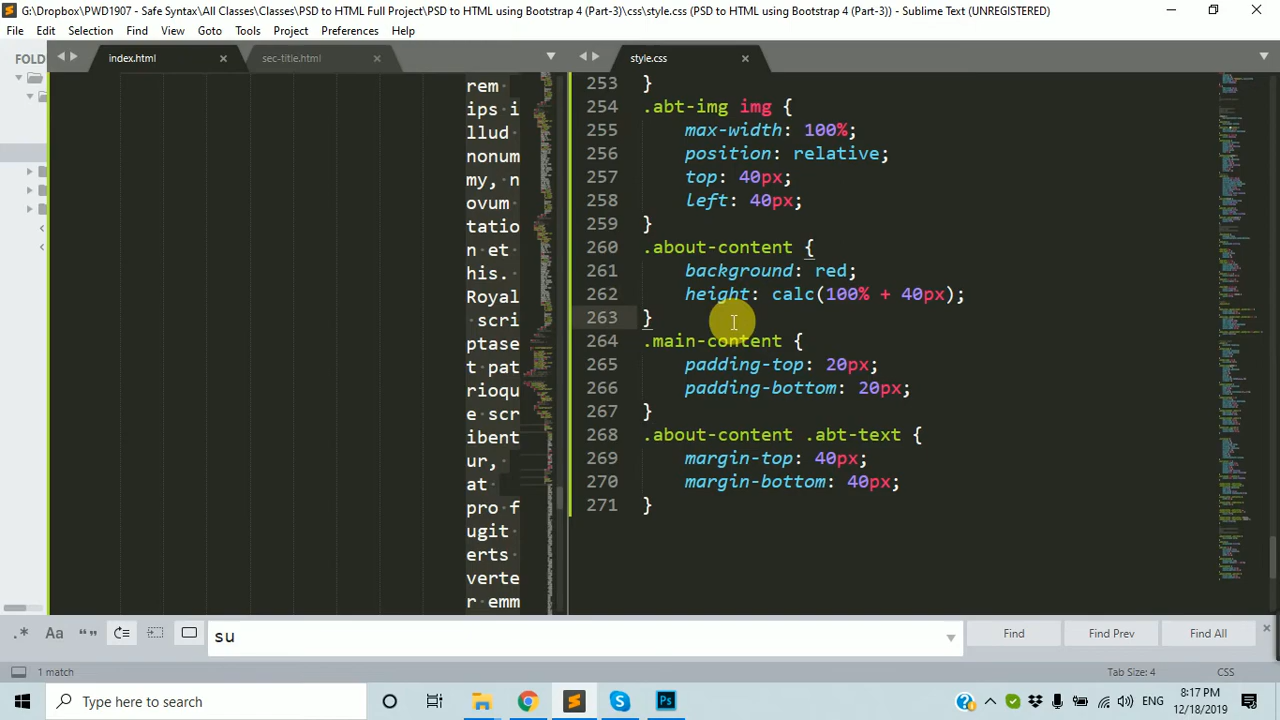 G:\Dropbox\PWD1907 - Safe Syntax\All Classes\Classes\PSD to HTML Full Project\PSD to HTML using Bootstrap 4 (Part-3)\css\style.css (PSD to HTML using Bootstrap 4 (Part-3)) - Sublime Text (UNREGISTERED)
File Edit Selection Find View Goto Tools Project Preferences Help
FOLD
index.html
sec-title.html
style.css
rem
ips i
llud
nonum
my, n
ovum
tatio
n et
his.
Royal
scri
ptase
t pat
rioqu
e scr
ibent
ur,
at
pro f
ugit
erts
verte
r emm
253 }
254 .abt-img img {
255 max-width: 100%;
256 position: relative;
257 top: 40px;
258 left: 40px;
259 }
260 .about-content {
261 background: red;
262 height: calc(100% + 40px);
263 }
264 .main-content {
265 padding-top: 20px;
266 padding-bottom: 20px;
267 }
268 .about-content .abt-text {
269 margin-top: 40px;
270 margin-bottom: 40px;
271 }
.* Aa “” su Find Find Prev Find All
1 match Tab Size: 4 CSS
Type here to search
Ps
ENG
8:17 PM
12/18/2019